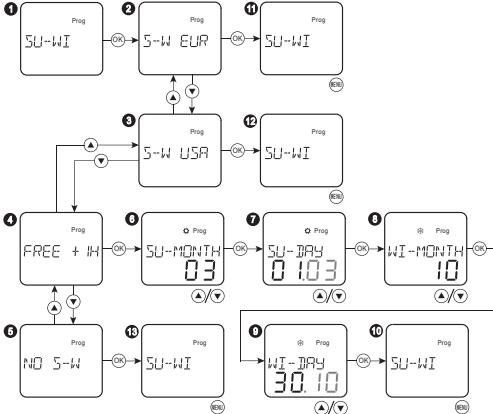 1 Prog SU--WI OK
2 Prog S--W EUR OK
11 Prog SU--WI MENU
3 Prog S--W USA OK
12 Prog SU--WI MENU
4 Prog FREE + 1H OK
6 Prog SU--MONTH 03 OK
7 Prog SU--DAY 01.03 OK
8 Prog WI--MONTH 10 OK
5 Prog NO S--W OK
13 Prog SU--WI MENU
9 Prog WI--DAY 30.10 OK
10 Prog SU--WI MENU